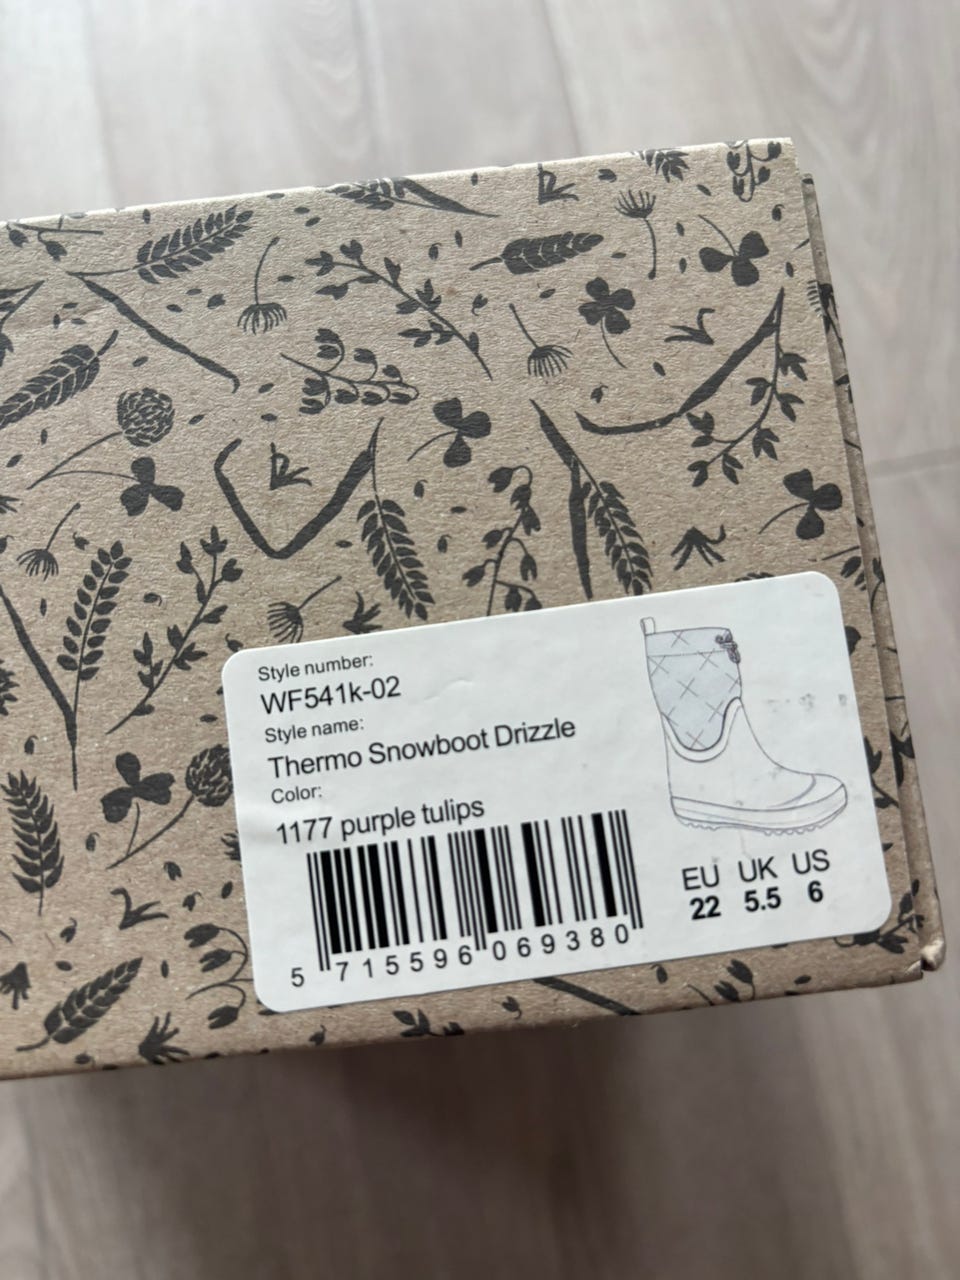 Style number:
WF541k-02
Style name:
Thermo Snowboot Drizzle
Color:
1177 purple tulips
5 715596 069380
EU UK US
22 5.5 6